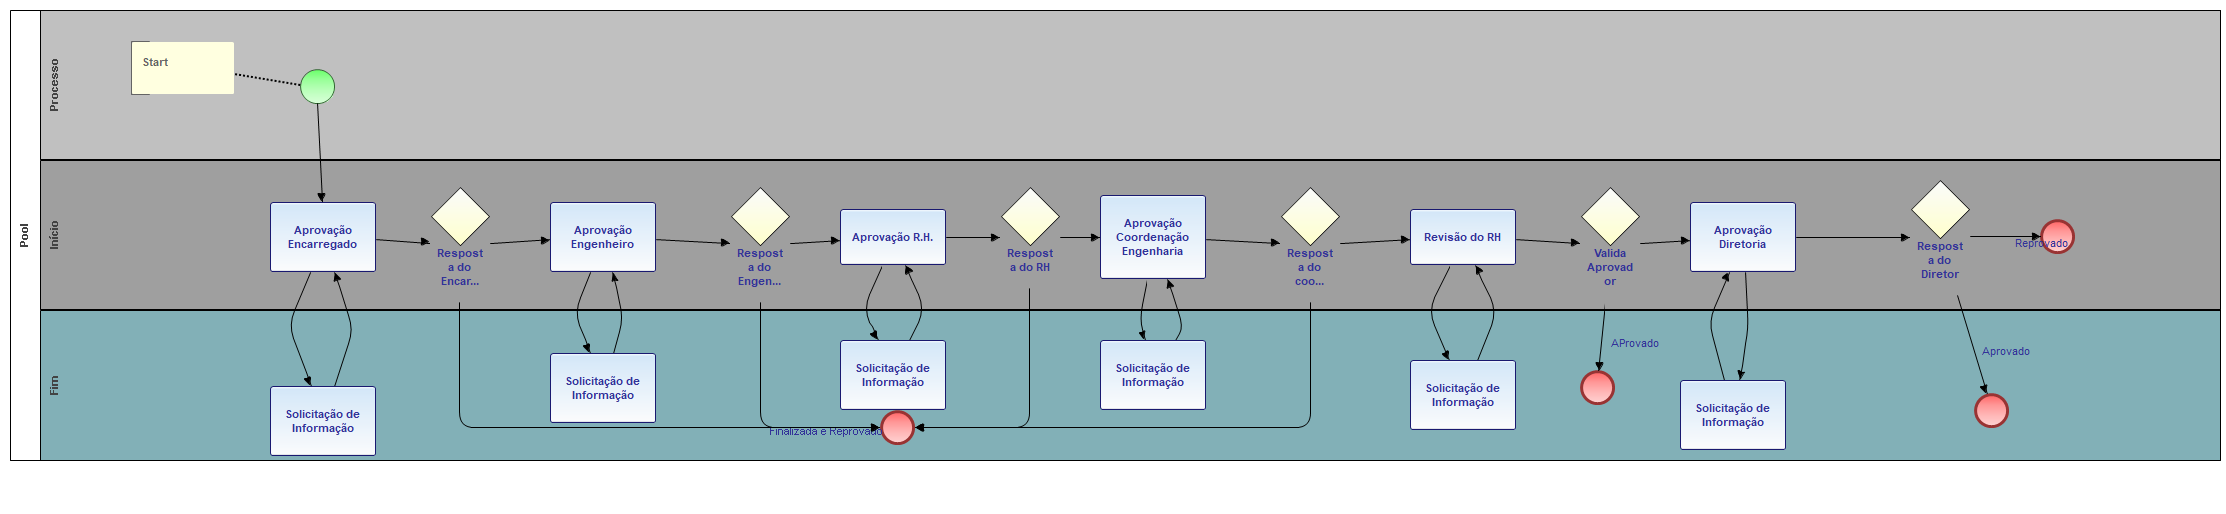 Pool
Processo
Start
Início
Aprovação
Encarregado
Respost
a do
Encar...
Aprovação
Engenheiro
Respost
a do
Engen...
Aprovação R.H.
Respost
a do RH
Aprovação
Coordenação
Engenharia
Respost
a do
coo...
Revisão do RH
Valida
Aprovad
or
Aprovação
Diretoria
Respost
a do
Diretor
Reprovado
Fim
Solicitação de
Informação
Solicitação de
Informação
Solicitação de
Informação
Finalizada e Reprovado
Solicitação de
Informação
Solicitação de
Informação
AProvado
Solicitação de
Informação
Aprovado